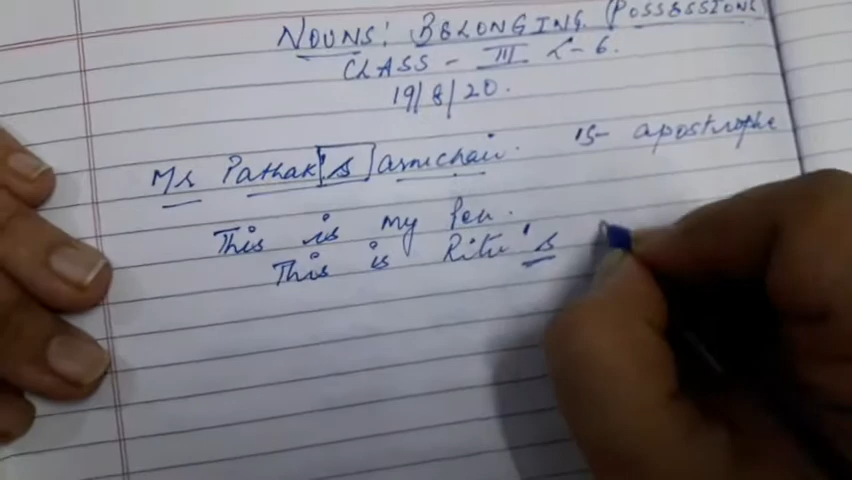 NOUNS: BELONGING (POSSESSIONS
CLASS - III L-6.
19/8/20.
Mr Pathak's armchair. 's- apostrophe
This is my Pen.
This is Ritu's